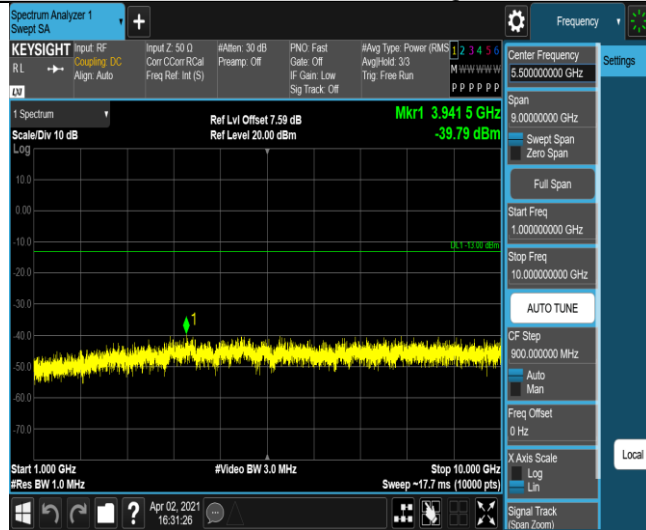 Spectrum Analyzer 1
Swept SA
Frequency
KEYSIGHT
RL
LXI
Input: RF
Coupling: DC
Align: Auto
Input Z: 50 Ω
Corr CCorr RCal
Freq Ref: Int (S)
#Atten: 30 dB
Preamp: Off
PNO: Fast
Gate: Off
IF Gain: Low
Sig Track: Off
#Avg Type: Power (RMS
Avg|Hold: 3/3
Trig: Free Run
1 2 3 4 5 6
M W W W W W
P P P P P P
1 Spectrum
Scale/Div 10 dB
Ref Lvl Offset 7.59 dB
Ref Level 20.00 dBm
Mkr1 3.941 5 GHz
-39.79 dBm
Log
10.0
0.00
-10.0
-20.0
-30.0
-40.0
-50.0
-60.0
-70.0
DL1 -13.00 dBm
1
Start 1.000 GHz
#Res BW 1.0 MHz
#Video BW 3.0 MHz
Stop 10.000 GHz
Sweep ~17.7 ms (10000 pts)
Apr 02, 2021
16:31:26
Center Frequency
5.500000000 GHz
Span
9.00000000 GHz
Swept Span
Zero Span
Full Span
Start Freq
1.000000000 GHz
Stop Freq
10.000000000 GHz
AUTO TUNE
CF Step
900.000000 MHz
Auto
Man
Freq Offset
0 Hz
X Axis Scale
Log
Lin
Signal Track
(Span Zoom)
Settings
Local